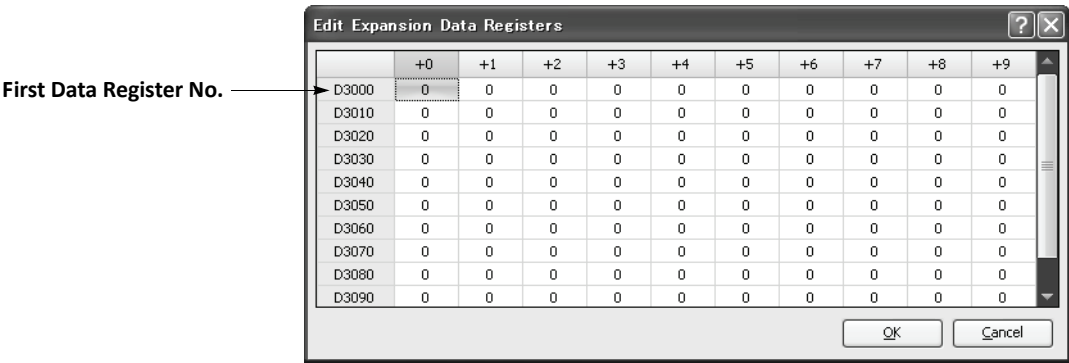 Edit Expansion Data Registers
+0 +1 +2 +3 +4 +5 +6 +7 +8 +9
First Data Register No.
D3000 0 0 0 0 0 0 0 0 0 0
D3010 0 0 0 0 0 0 0 0 0 0
D3020 0 0 0 0 0 0 0 0 0 0
D3030 0 0 0 0 0 0 0 0 0 0
D3040 0 0 0 0 0 0 0 0 0 0
D3050 0 0 0 0 0 0 0 0 0 0
D3060 0 0 0 0 0 0 0 0 0 0
D3070 0 0 0 0 0 0 0 0 0 0
D3080 0 0 0 0 0 0 0 0 0 0
D3090 0 0 0 0 0 0 0 0 0 0
OK Cancel